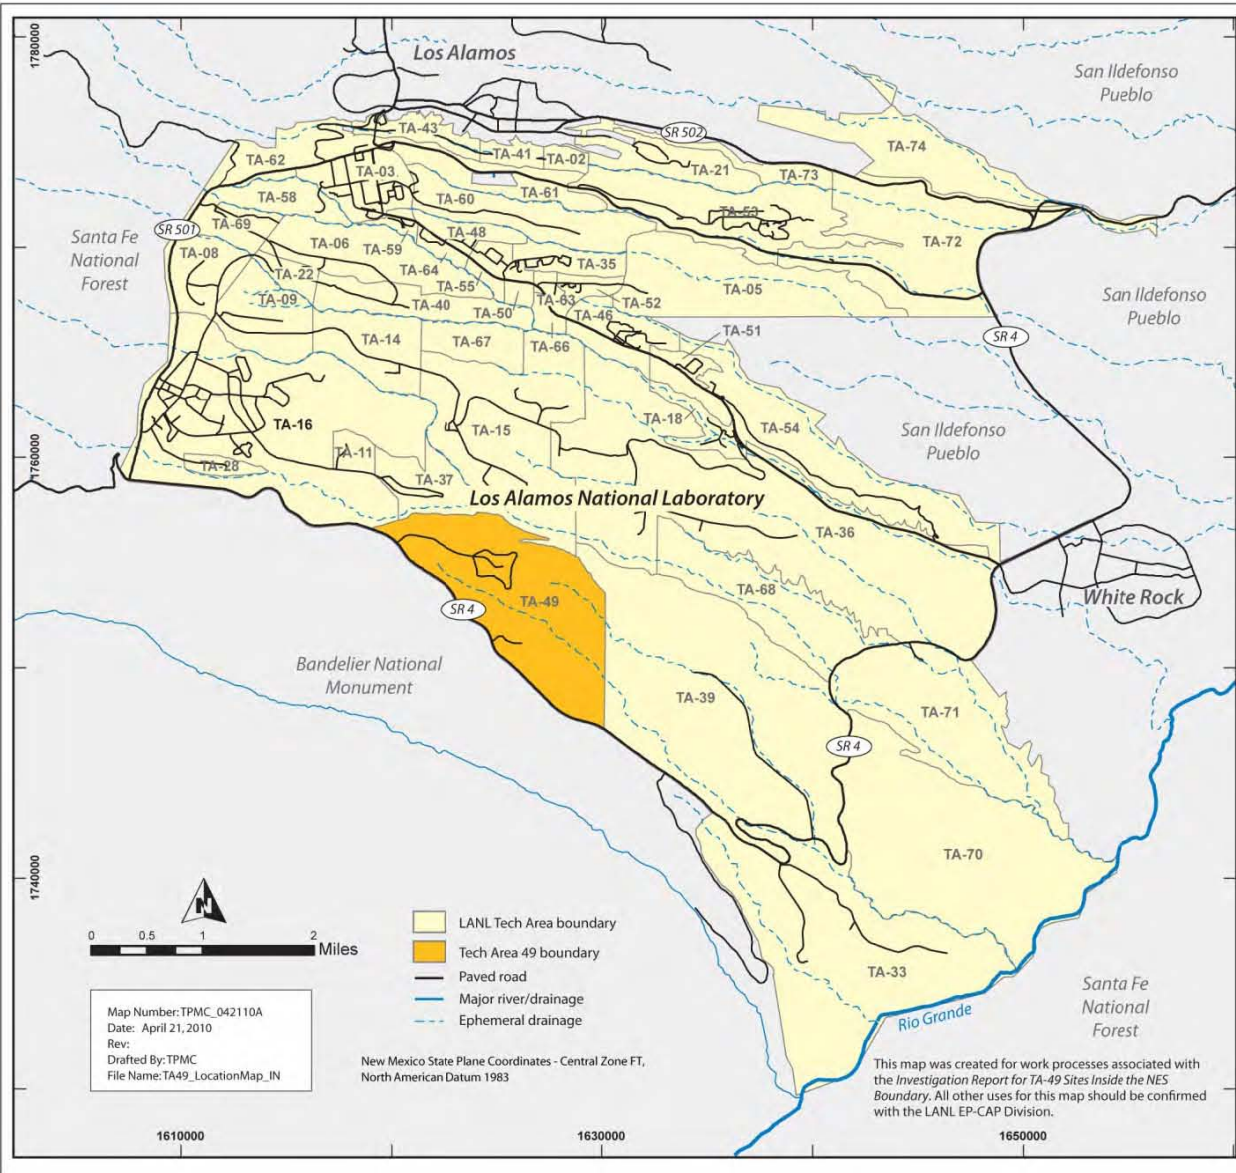 1780000
Los Alamos
San Ildefonso
Pueblo
SR 502
TA-43
TA-74
TA-41
TA-02
TA-62
TA-21
TA-73
TA-03
TA-61
TA-58
TA-60
TA-53
TA-69
SR 501
TA-48
Santa Fe
National
Forest
TA-08
TA-06
TA-59
TA-72
TA-64
TA-35
TA-22
TA-55
TA-05
TA-09
TA-40
TA-63
TA-52
San Ildefonso
Pueblo
TA-50
TA-46
TA-51
SR 4
TA-14
TA-67
TA-66
TA-16
TA-15
TA-18
TA-54
San Ildefonso
Pueblo
1760000
TA-28
TA-11
TA-37
Los Alamos National Laboratory
TA-36
TA-68
White Rock
TA-49
SR 4
Bandelier National
Monument
TA-39
TA-71
SR 4
TA-70
1740000
N
0 0.5 1 2
Miles
LANL Tech Area boundary
Tech Area 49 boundary
Paved road
Major river/drainage
Ephemeral drainage
TA-33
Rio Grande
Santa Fe
National
Forest
Map Number: TPMC_042110A
Date: April 21, 2010
Rev:
Drafted By: TPMC
File Name: TA49_LocationMap_IN
New Mexico State Plane Coordinates - Central Zone FT,
North American Datum 1983
This map was created for work processes associated with
the Investigation Report for TA-49 Sites Inside the NES
Boundary. All other uses for this map should be confirmed
with the LANL EP-CAP Division.
1610000
1630000
1650000